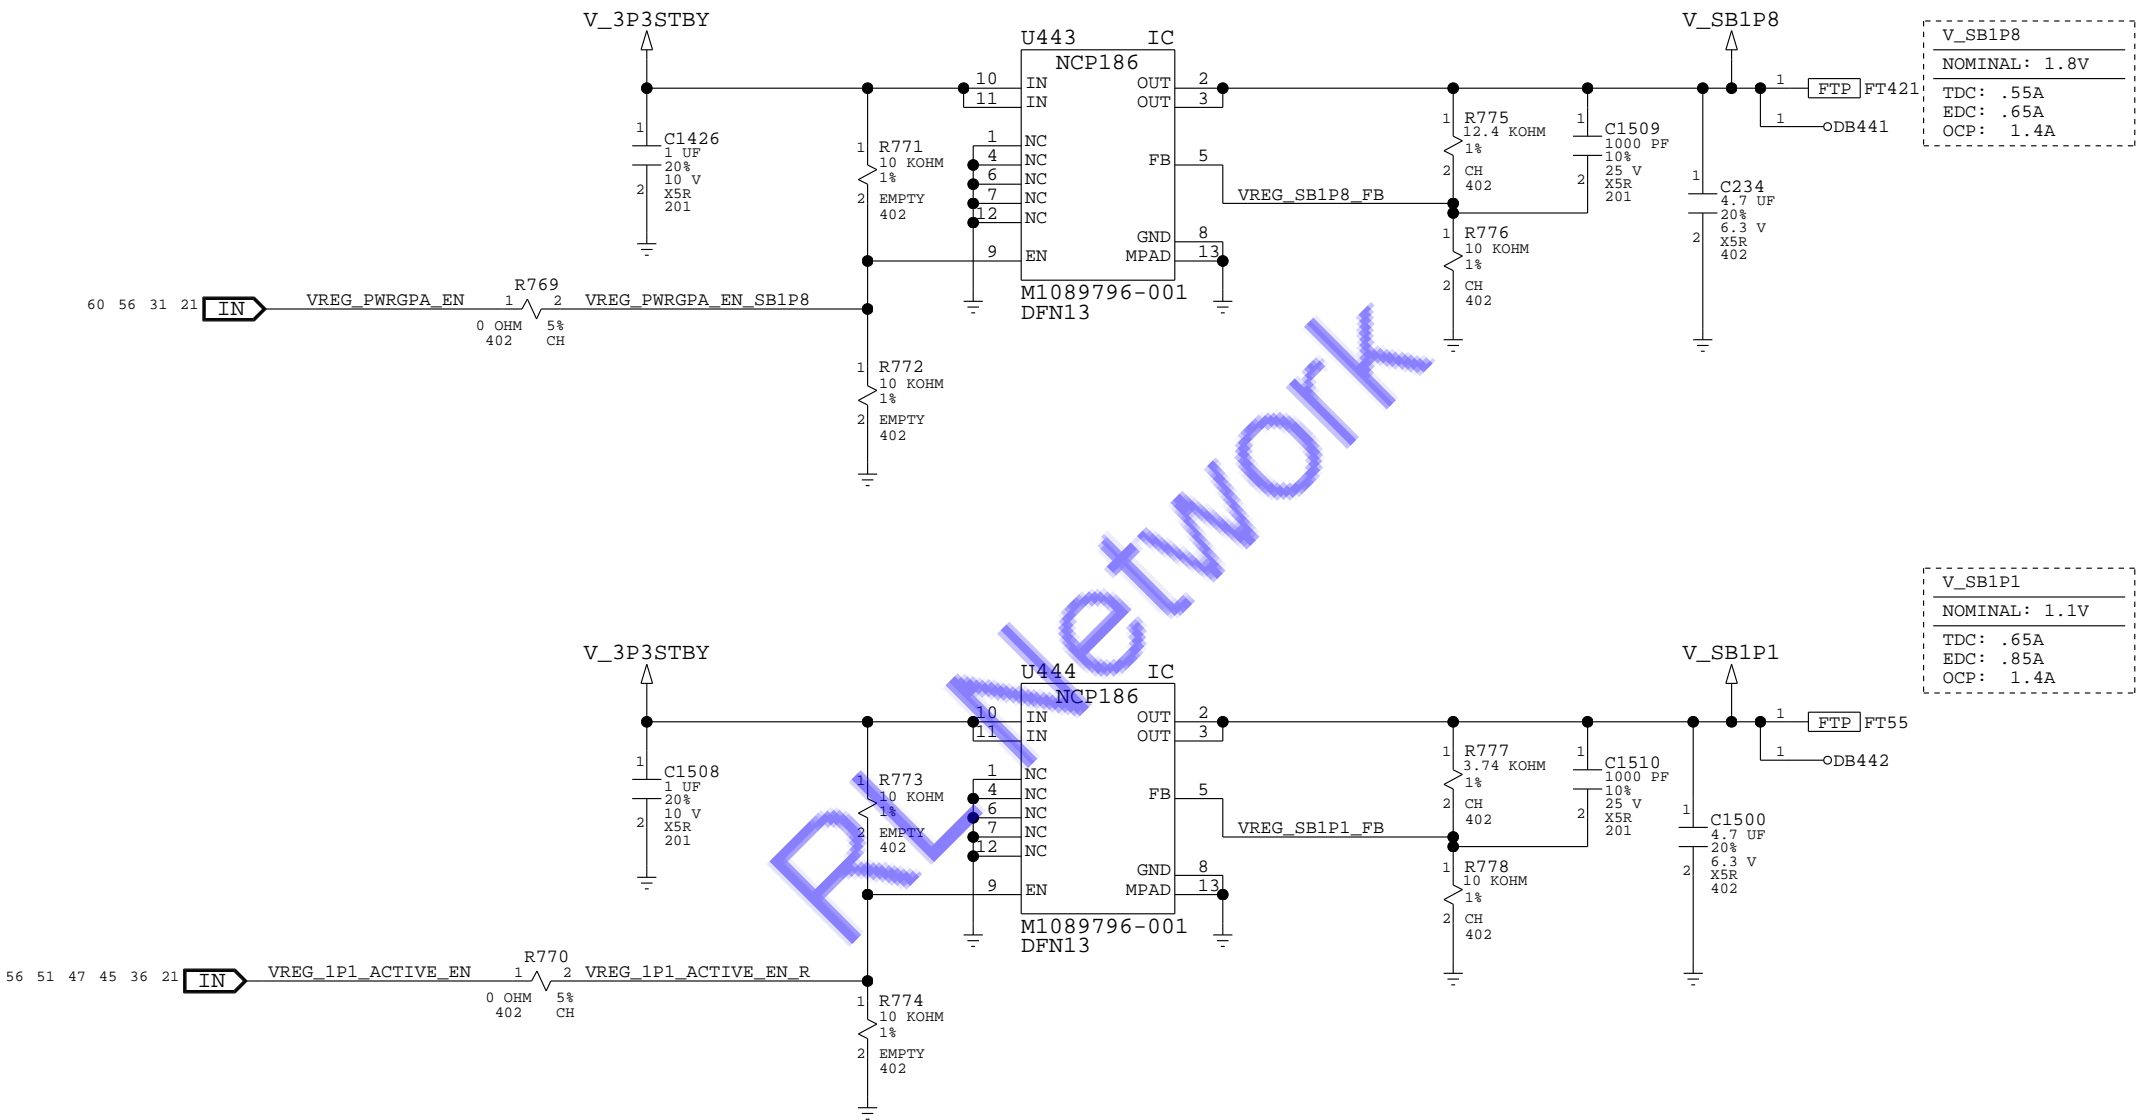 V_3P3STBY
C1426
1 UF
20%
10 V
X5R
201
1
2
R771
10 KOHM
1%
EMPTY
402
1
2
U443 IC
NCP186
10 IN
11 IN
1 NC
4 NC
6 NC
7 NC
12 NC
9 EN
OUT 2
OUT 3
FB 5
GND 8
MPAD 13
M1089796-001
DFN13
60 56 31 21 IN
VREG_PWRGPA_EN
R769
1 2
0 OHM 5%
402 CH
VREG_PWRGPA_EN_SB1P8
R772
10 KOHM
1%
EMPTY
402
1
2
VREG_SB1P8_FB
R775
12.4 KOHM
1%
CH
402
1
2
C1509
1000 PF
10%
25 V
X5R
201
1
2
R776
10 KOHM
1%
CH
402
1
2
V_SB1P8
C234
4.7 UF
20%
6.3 V
X5R
402
1
2
1 FTP FT421
1 DB441
V_SB1P8
NOMINAL: 1.8V
TDC: .55A
EDC: .65A
OCP: 1.4A
RL Network
V_3P3STBY
C1508
1 UF
20%
10 V
X5R
201
1
2
R773
10 KOHM
1%
EMPTY
402
1
2
U444 IC
NCP186
10 IN
11 IN
1 NC
4 NC
6 NC
7 NC
12 NC
9 EN
OUT 2
OUT 3
FB 5
GND 8
MPAD 13
M1089796-001
DFN13
56 51 47 45 36 21 IN
VREG_1P1_ACTIVE_EN
R770
1 2
0 OHM 5%
402 CH
VREG_1P1_ACTIVE_EN_R
R774
10 KOHM
1%
EMPTY
402
1
2
VREG_SB1P1_FB
R777
3.74 KOHM
1%
CH
402
1
2
C1510
1000 PF
10%
25 V
X5R
201
1
2
R778
10 KOHM
1%
CH
402
1
2
V_SB1P1
C1500
4.7 UF
20%
6.3 V
X5R
402
1
2
1 FTP FT55
1 DB442
V_SB1P1
NOMINAL: 1.1V
TDC: .65A
EDC: .85A
OCP: 1.4A